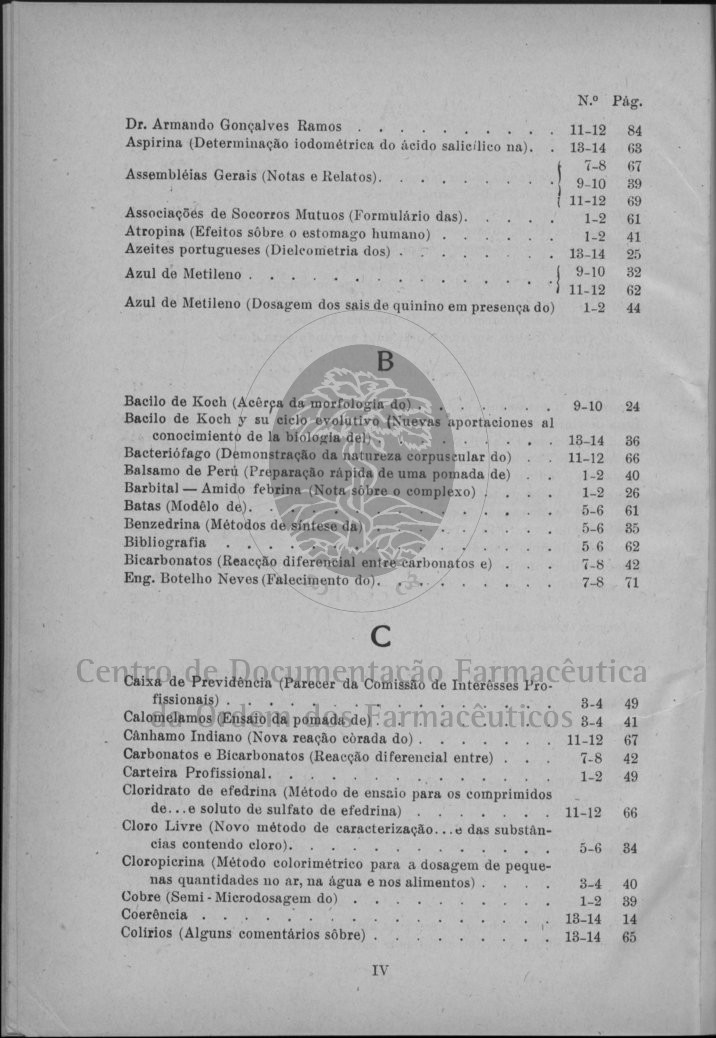 N.º Pág.
Dr. Armando Gonçalves Ramos . . . . . . . . . . 11-12 84
Aspirina (Determinação iodométrica do ácido salicílico na). . 13-14 63
Assembléias Gerais (Notas e Relatos). . . . . . . . . { 7-8 67
9-10 39
11-12 69
Associações de Socorros Mutuos (Formulário das). . . . . 1-2 61
Atropina (Efeitos sôbre o estomago humano) . . . . . . 1-2 41
Azeites portugueses (Dielcometria dos) . . . . . . . . 13-14 25
Azul de Metileno . . . . . . . . . . . . . . { 9-10 32
11-12 62
Azul de Metileno (Dosagem dos sais de quinino em presença do) 1-2 44
B
Bacilo de Koch (Acêrça da morfologia do) . . . . . . . 9-10 24
Bacilo de Koch y su ciclo evolutivo (Nuevas aportaciones al
conocimiento de la biología del. . . . . . . . . . 13-14 36
Bacteriófago (Demonstração da natureza corpuscular do) . . 11-12 66
Balsamo de Perú (Preparação rápida de uma pomada de) . . 1-2 40
Barbital — Amido febrina (Nota sôbre o complexo) . . . . 1-2 26
Batas (Modêlo de). . . . . . . . . . . . . . 5-6 61
Benzedrina (Métodos de síntese da) . . . . . . . . . 5-6 35
Bibliografia . . . . . . . . . . . . . . . 5 6 62
Bicarbonatos (Reacção diferencial entre carbonatos e) . . . 7-8 42
Eng. Botelho Neves (Falecimento do). . . . . . . . . 7-8 71
C
Centro de Documentação Farmacêutica
Caixa de Previdência (Parecer da Comissão de Interêsses Pro-
fissionais) . . . . . . . . . . . . . . . 3-4 49
da Ordem dos Farmacêuticos
Calomelamos (Ensaio da pomada de) . . . . . . . . . 3-4 41
Cânhamo Indiano (Nova reação còrada do) . . . . . . . 11-12 67
Carbonatos e Bicarbonatos (Reacção diferencial entre) . . . 7-8 42
Carteira Profissional. . . . . . . . . . . . . 1-2 49
Cloridrato de efedrina (Método de ensaio para os comprimidos
de...e soluto de sulfato de efedrina) . . . . . . . 11-12 66
Cloro Livre (Novo método de caracterização...e das substân-
cias contendo cloro). . . . . . . . . . . . 5-6 34
Cloropicrina (Método colorimétrico para a dosagem de peque-
nas quantidades no ar, na água e nos alimentos) . . . . 3-4 40
Cobre (Semi-Microdosagem do) . . . . . . . . . . 1-2 39
Coerência . . . . . . . . . . . . . . . . 13-14 14
Colírios (Alguns comentários sôbre) . . . . . . . . . 13-14 65
IV